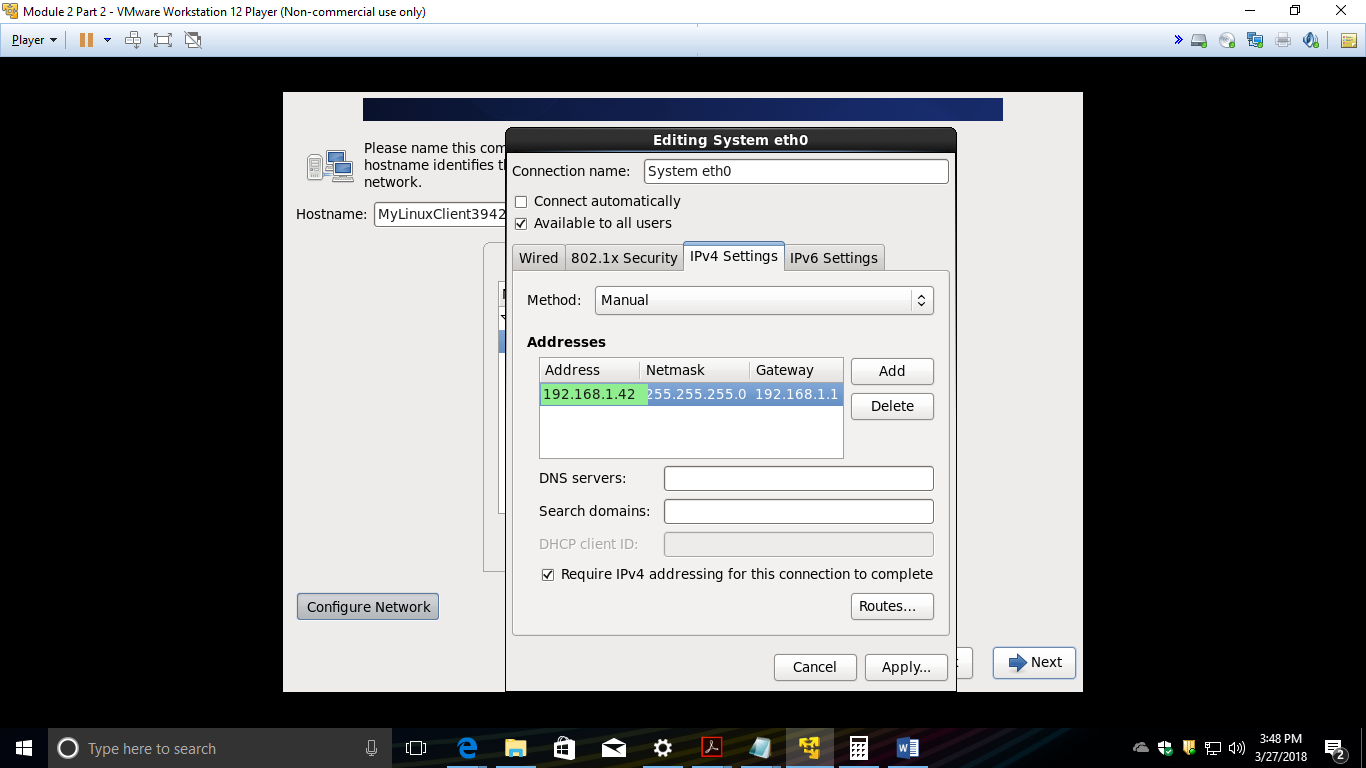 Module 2 Part 2 - VMware Workstation 12 Player (Non-commercial use only)
Player
Please name this com
hostname identifies t
network.
Hostname: MyLinuxClient3942
Configure Network
Editing System eth0
Connection name: System eth0
Connect automatically
Available to all users
Wired 802.1x Security IPv4 Settings IPv6 Settings
Method: Manual
Addresses
Address Netmask Gateway
192.168.1.42 255.255.255.0 192.168.1.1
Add
Delete
DNS servers:
Search domains:
DHCP client ID:
Require IPv4 addressing for this connection to complete
Routes...
Cancel Apply...
Next
Type here to search
3:48 PM
3/27/2018
2